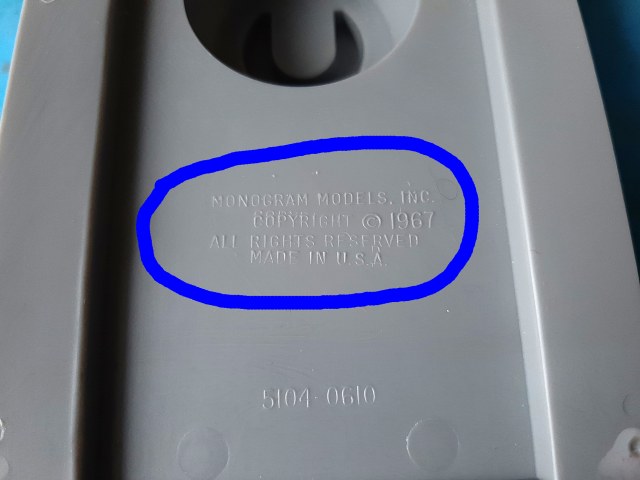 MONOGRAM MODELS, INC.
COPYRIGHT © 1967
ALL RIGHTS RESERVED
MADE IN U.S.A.
5104-0610